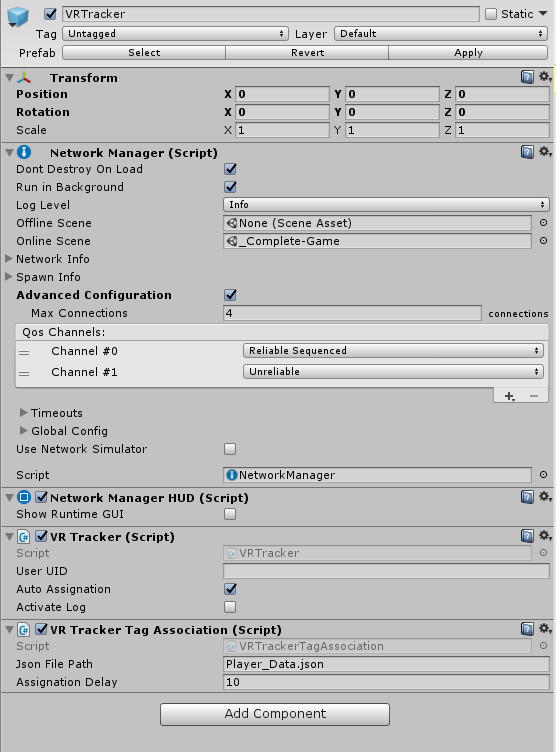 VRTracker Static
Tag Untagged Layer Default
Prefab Select Revert Apply
Transform
Position X 0 Y 0 Z 0
Rotation X 0 Y 0 Z 0
Scale X 1 Y 1 Z 1
Network Manager (Script)
Dont Destroy On Load
Run in Background
Log Level Info
Offline Scene None (Scene Asset)
Online Scene _Complete-Game
Network Info
Spawn Info
Advanced Configuration
Max Connections 4 connections
Qos Channels:
Channel #0 Reliable Sequenced
Channel #1 Unreliable
Timeouts
Global Config
Use Network Simulator
Script NetworkManager
Network Manager HUD (Script)
Show Runtime GUI
VR Tracker (Script)
Script VRTracker
User UID
Auto Assignation
Activate Log
VR Tracker Tag Association (Script)
Script VRTrackerTagAssociation
Json File Path Player_Data.json
Assignation Delay 10
Add Component